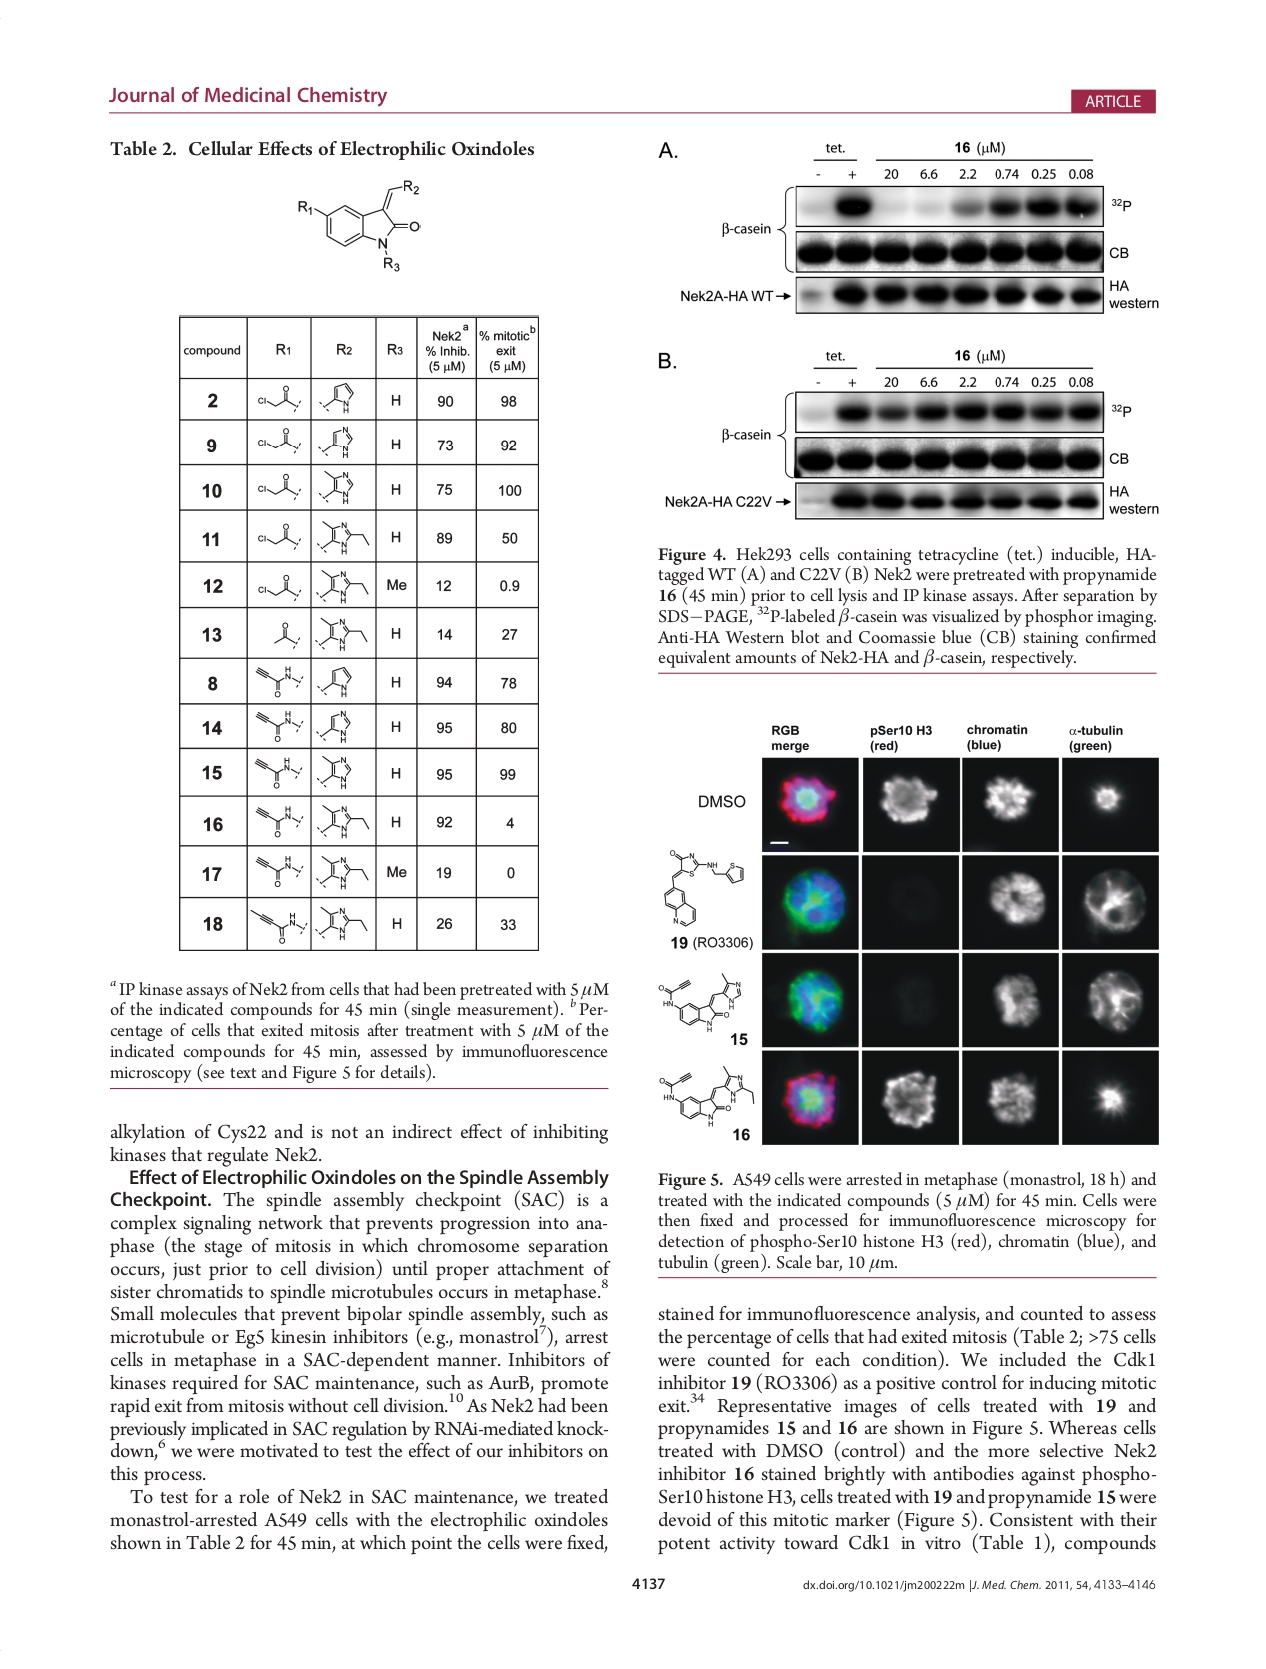 Journal of Medicinal Chemistry
ARTICLE
Table 2. Cellular Effects of Electrophilic Oxindoles
R1
R2
O
N
R3
compound R1 R2 R3 Nek2a % Inhib. (5 μM) % mitoticb exit (5 μM)
2 Cl O N H H 90 98
9 Cl O N N H H 73 92
10 Cl O N N H H 75 100
11 Cl O N N H H 89 50
12 Cl O N N H Me 12 0.9
13 O N N H H 14 27
8 O H N N H H 94 78
14 O H N N N H H 95 80
15 O H N N N H H 95 99
16 O H N N N H H 92 4
17 O H N N N H Me 19 0
18 O H N N N H H 26 33
a IP kinase assays of Nek2 from cells that had been pretreated with 5 μM
of the indicated compounds for 45 min (single measurement). b Per-
centage of cells that exited mitosis after treatment with 5 μM of the
indicated compounds for 45 min, assessed by immunofluorescence
microscopy (see text and Figure 5 for details).
alkylation of Cys22 and is not an indirect effect of inhibiting
kinases that regulate Nek2.
Effect of Electrophilic Oxindoles on the Spindle Assembly
Checkpoint. The spindle assembly checkpoint (SAC) is a
complex signaling network that prevents progression into ana-
phase (the stage of mitosis in which chromosome separation
occurs, just prior to cell division) until proper attachment of
sister chromatids to spindle microtubules occurs in metaphase.8
Small molecules that prevent bipolar spindle assembly, such as
microtubule or Eg5 kinesin inhibitors (e.g., monastrol7), arrest
cells in metaphase in a SAC-dependent manner. Inhibitors of
kinases required for SAC maintenance, such as AurB, promote
rapid exit from mitosis without cell division.10 As Nek2 had been
previously implicated in SAC regulation by RNAi-mediated knock-
down,6 we were motivated to test the effect of our inhibitors on
this process.
To test for a role of Nek2 in SAC maintenance, we treated
monastrol-arrested A549 cells with the electrophilic oxindoles
shown in Table 2 for 45 min, at which point the cells were fixed,
A.
tet. 16 (μM)
- + 20 6.6 2.2 0.74 0.25 0.08
32P
β-casein
CB
Nek2A-HA WT
HA
western
B.
tet. 16 (μM)
- + 20 6.6 2.2 0.74 0.25 0.08
32P
β-casein
CB
Nek2A-HA C22V
HA
western
Figure 4. Hek293 cells containing tetracycline (tet.) inducible, HA-
tagged WT (A) and C22V (B) Nek2 were pretreated with propynamide
16 (45 min) prior to cell lysis and IP kinase assays. After separation by
SDS−PAGE, 32P-labeled β-casein was visualized by phosphor imaging.
Anti-HA Western blot and Coomassie blue (CB) staining confirmed
equivalent amounts of Nek2-HA and β-casein, respectively.
RGB merge pSer10 H3 (red) chromatin (blue) α-tubulin (green)
DMSO
O N NH S S N
19 (RO3306)
O HN N N H O N H
15
O HN N N H O N H
16
Figure 5. A549 cells were arrested in metaphase (monastrol, 18 h) and
treated with the indicated compounds (5 μM) for 45 min. Cells were
then fixed and processed for immunofluorescence microscopy for
detection of phospho-Ser10 histone H3 (red), chromatin (blue), and
tubulin (green). Scale bar, 10 μm.
stained for immunofluorescence analysis, and counted to assess
the percentage of cells that had exited mitosis (Table 2; >75 cells
were counted for each condition). We included the Cdk1
inhibitor 19 (RO3306) as a positive control for inducing mitotic
exit.34 Representative images of cells treated with 19 and
propynamides 15 and 16 are shown in Figure 5. Whereas cells
treated with DMSO (control) and the more selective Nek2
inhibitor 16 stained brightly with antibodies against phospho-
Ser10 histone H3, cells treated with 19 and propynamide 15 were
devoid of this mitotic marker (Figure 5). Consistent with their
potent activity toward Cdk1 in vitro (Table 1), compounds
4137
dx.doi.org/10.1021/jm200222m |J. Med. Chem. 2011, 54, 4133–4146